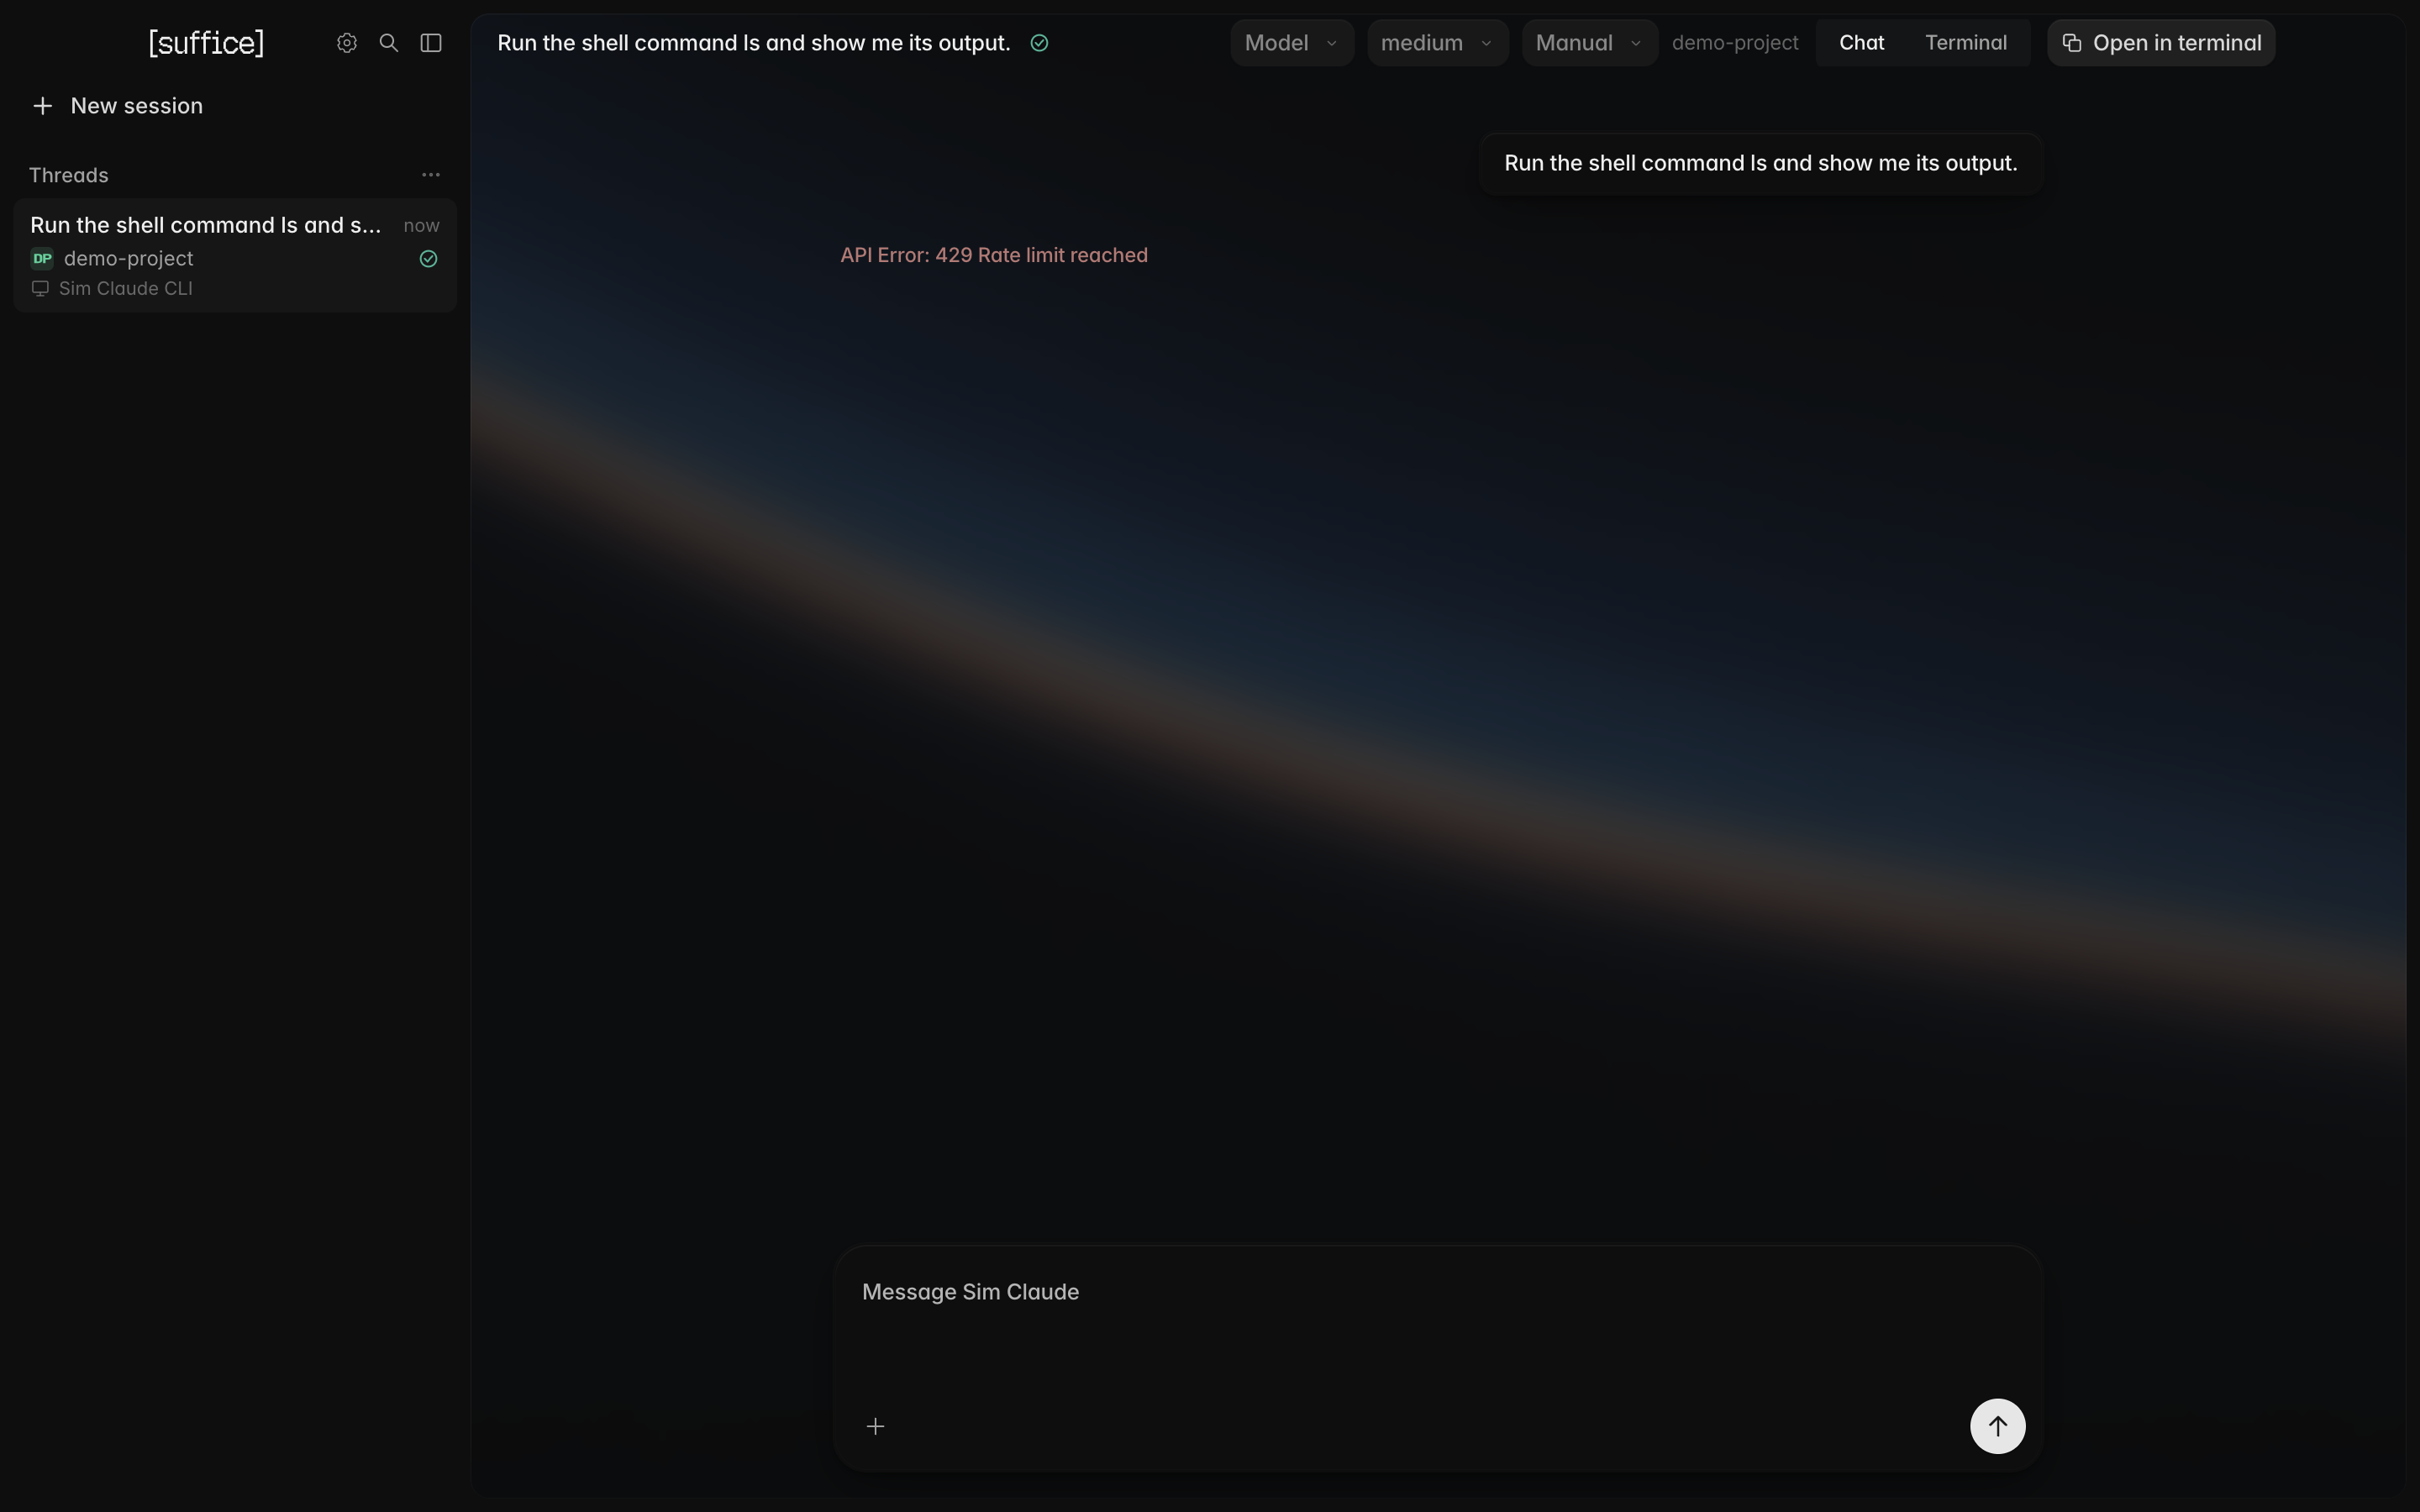 [suffice]
New session
Threads
Run the shell command ls and s... now
DP demo-project
Sim Claude CLI
Run the shell command ls and show me its output. Model medium Manual demo-project Chat Terminal Open in terminal
Run the shell command ls and show me its output.
API Error: 429 Rate limit reached
Message Sim Claude